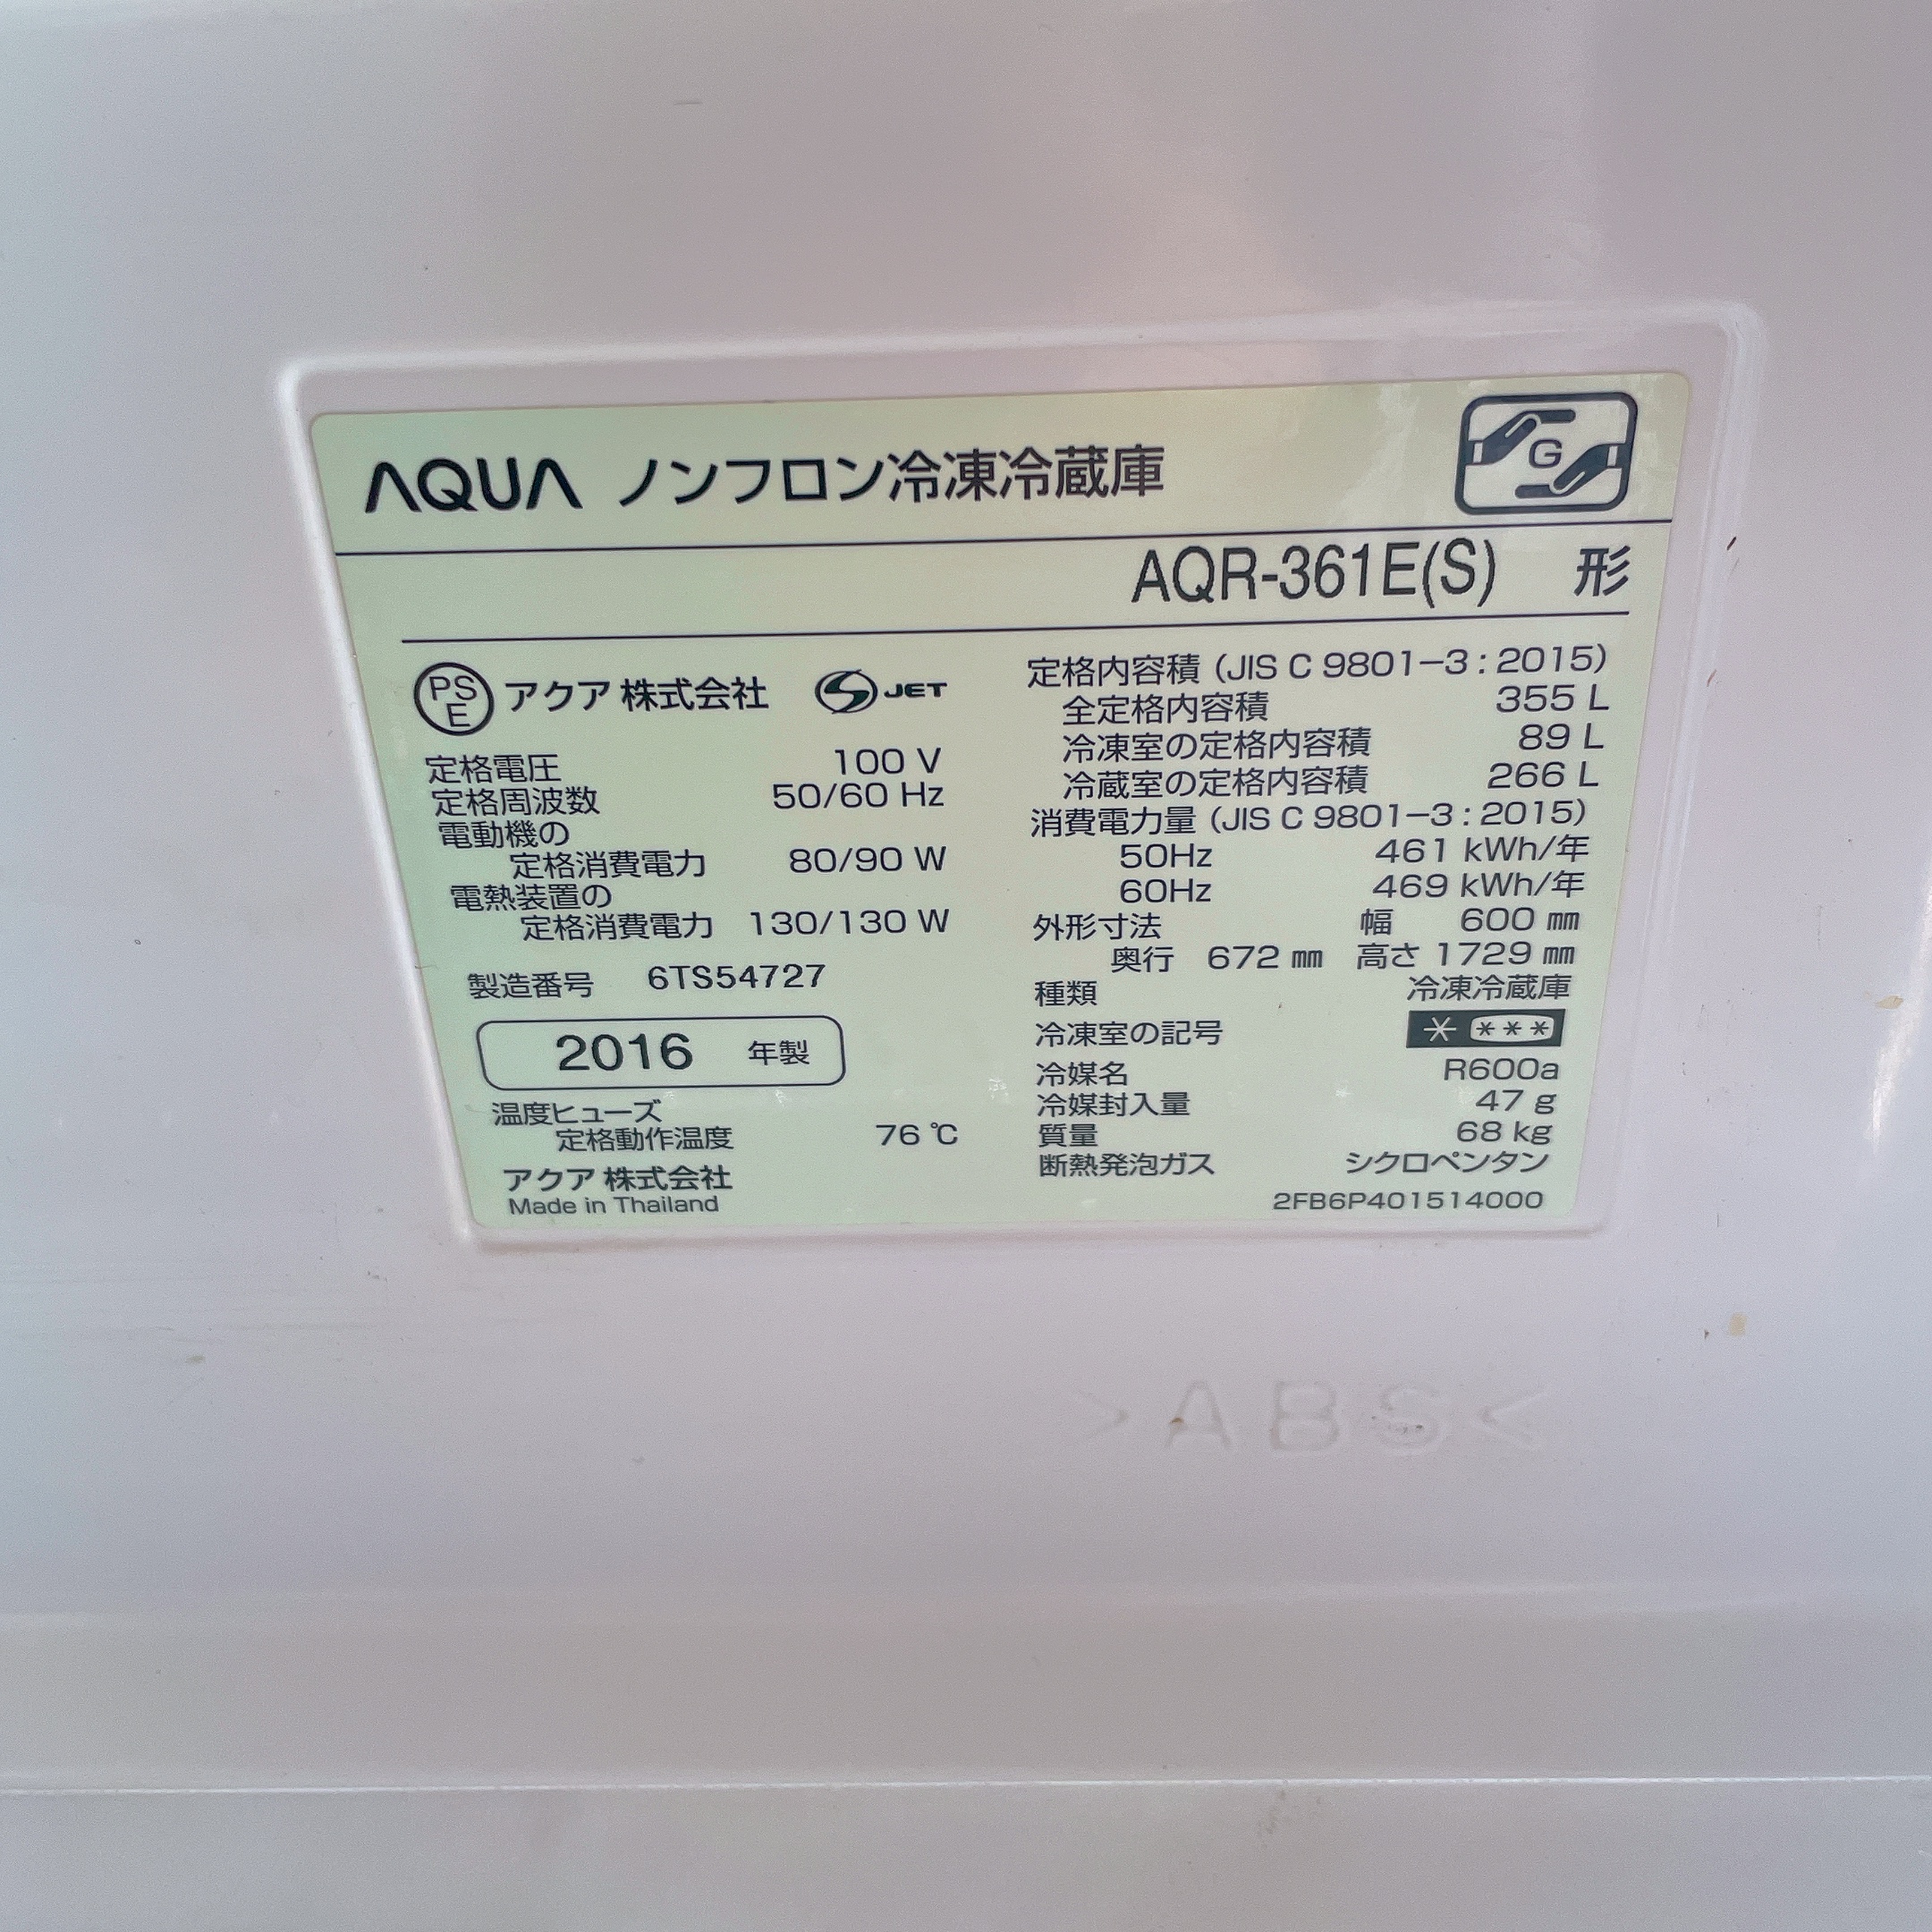 AQUA ノンフロン冷凍冷蔵庫
G
AQR-361E(S) 形
PS
E
アクア 株式会社
S JET
定格電圧 100 V
定格周波数 50/60 Hz
電動機の
定格消費電力 80/90 W
電熱装置の
定格消費電力 130/130 W
製造番号 6TS54727
2016 年製
温度ヒューズ
定格動作温度 76 ℃
アクア 株式会社
Made in Thailand
定格内容積 (JIS C 9801-3 : 2015)
全定格内容積 355 L
冷凍室の定格内容積 89 L
冷蔵室の定格内容積 266 L
消費電力量 (JIS C 9801-3 : 2015)
50Hz 461 kWh/年
60Hz 469 kWh/年
外形寸法 幅 600 ㎜
奥行 672 ㎜ 高さ 1729 ㎜
種類 冷凍冷蔵庫
冷凍室の記号 * ***
冷媒名 R600a
冷媒封入量 47 g
質量 68 kg
断熱発泡ガス シクロペンタン
2FB6P401514000
>ABS<